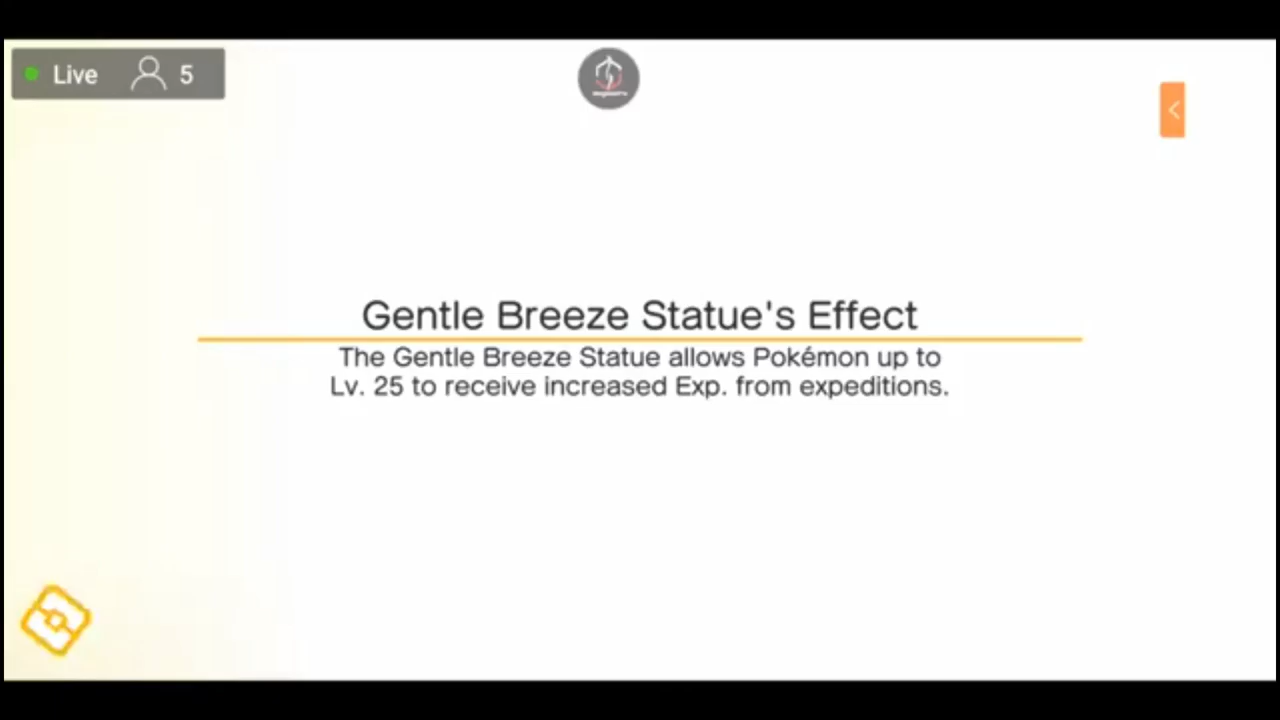 Live 5
Gentle Breeze Statue's Effect
The Gentle Breeze Statue allows Pokémon up to
Lv. 25 to receive increased Exp. from expeditions.